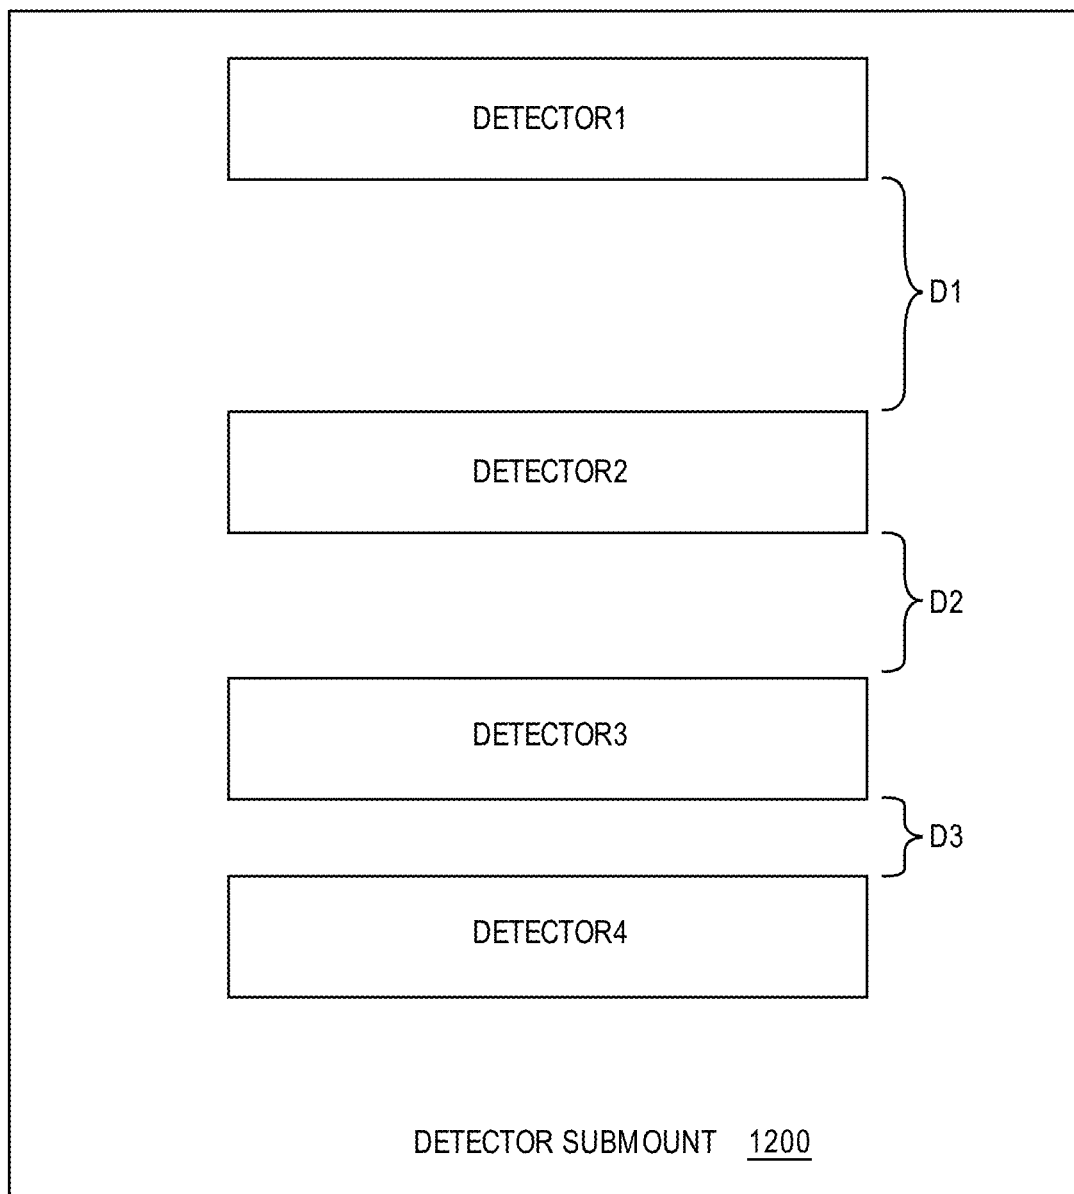 DETECTOR1
D1
DETECTOR2
D2
DETECTOR3
D3
DETECTOR4
DETECTOR SUBMOUNT 1200